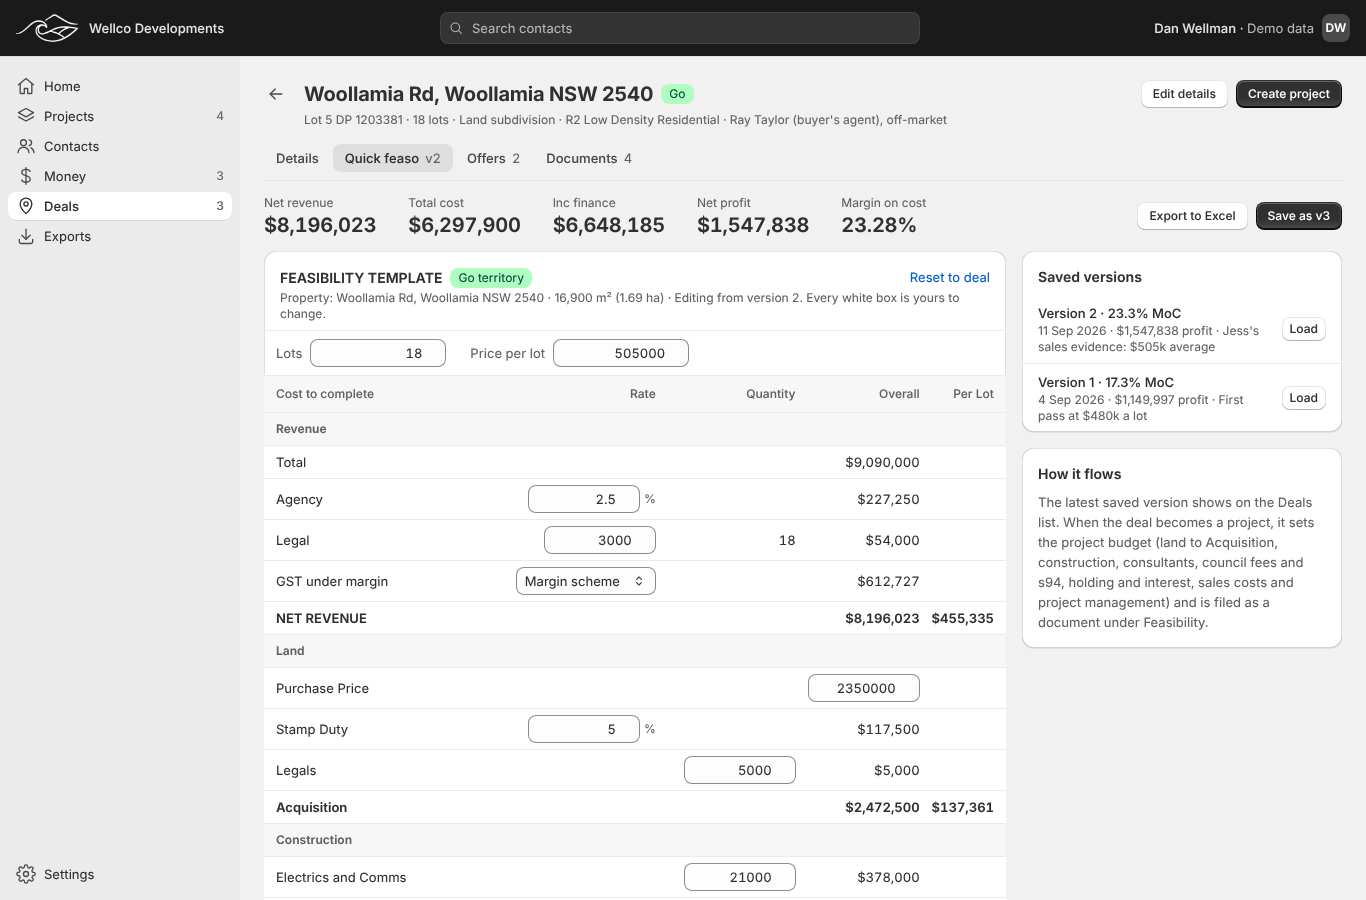 Wellco Developments
Search contacts
Dan Wellman · Demo data
DW
Home
Projects 4
Contacts
Money 3
Deals 3
Exports
Settings
Woollamia Rd, Woollamia NSW 2540 Go
Lot 5 DP 1203381 · 18 lots · Land subdivision · R2 Low Density Residential · Ray Taylor (buyer's agent), off-market
Edit details
Create project
Details
Quick feaso v2
Offers 2
Documents 4
Net revenue
$8,196,023
Total cost
$6,297,900
Inc finance
$6,648,185
Net profit
$1,547,838
Margin on cost
23.28%
Export to Excel
Save as v3
FEASIBILITY TEMPLATE Go territory
Reset to deal
Property: Woollamia Rd, Woollamia NSW 2540 · 16,900 m² (1.69 ha) · Editing from version 2. Every white box is yours to
change.
Lots 18 Price per lot 505000
Cost to complete Rate Quantity Overall Per Lot
Revenue
Total $9,090,000
Agency 2.5 % $227,250
Legal 3000 18 $54,000
GST under margin Margin scheme $612,727
NET REVENUE $8,196,023 $455,335
Land
Purchase Price 2350000
Stamp Duty 5 % $117,500
Legals 5000 $5,000
Acquisition $2,472,500 $137,361
Construction
Electrics and Comms 21000 $378,000
Saved versions
Version 2 · 23.3% MoC
11 Sep 2026 · $1,547,838 profit · Jess's
sales evidence: $505k average
Load
Version 1 · 17.3% MoC
4 Sep 2026 · $1,149,997 profit · First
pass at $480k a lot
Load
How it flows
The latest saved version shows on the Deals
list. When the deal becomes a project, it sets
the project budget (land to Acquisition,
construction, consultants, council fees and
s94, holding and interest, sales costs and
project management) and is filed as a
document under Feasibility.